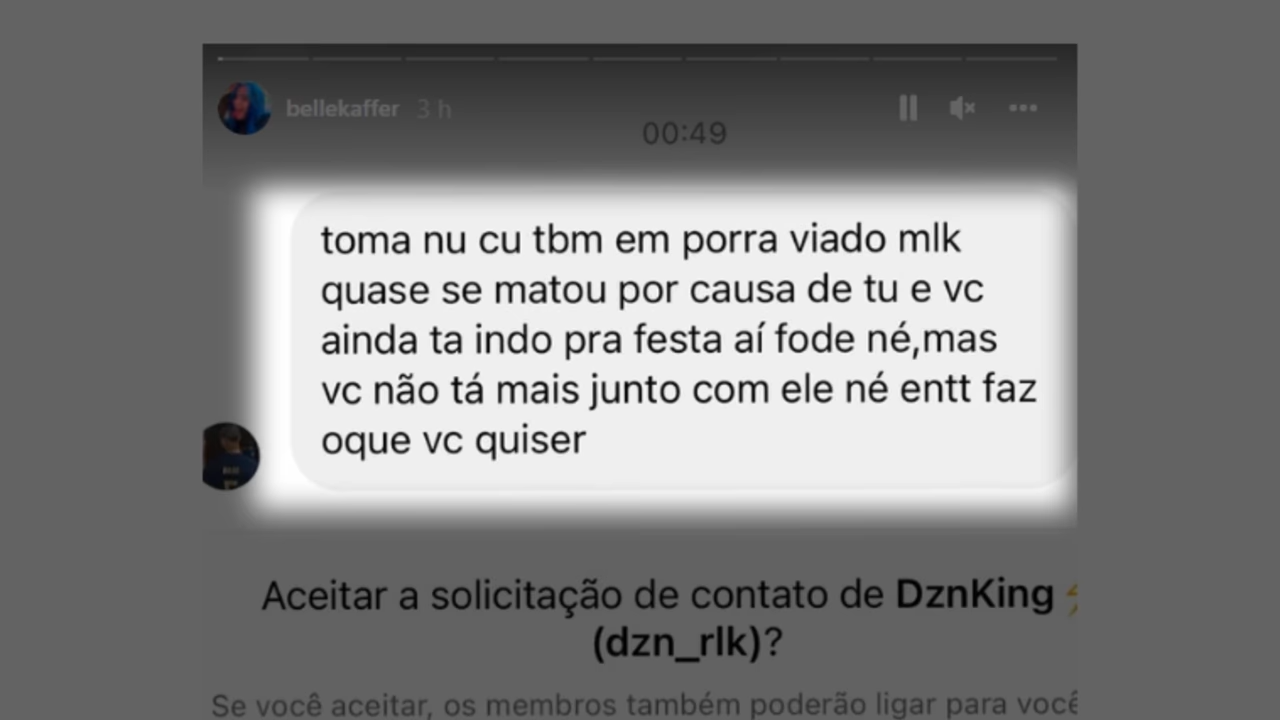 bellekaffer 3 h
00:49
toma nu cu tbm em porra viado mlk
quase se matou por causa de tu e vc
ainda ta indo pra festa aí fode né,mas
vc não tá mais junto com ele né entt faz
oque vc quiser
Aceitar a solicitação de contato de DznKing
(dzn_rlk)?
Se você aceitar, os membros também poderão ligar para você